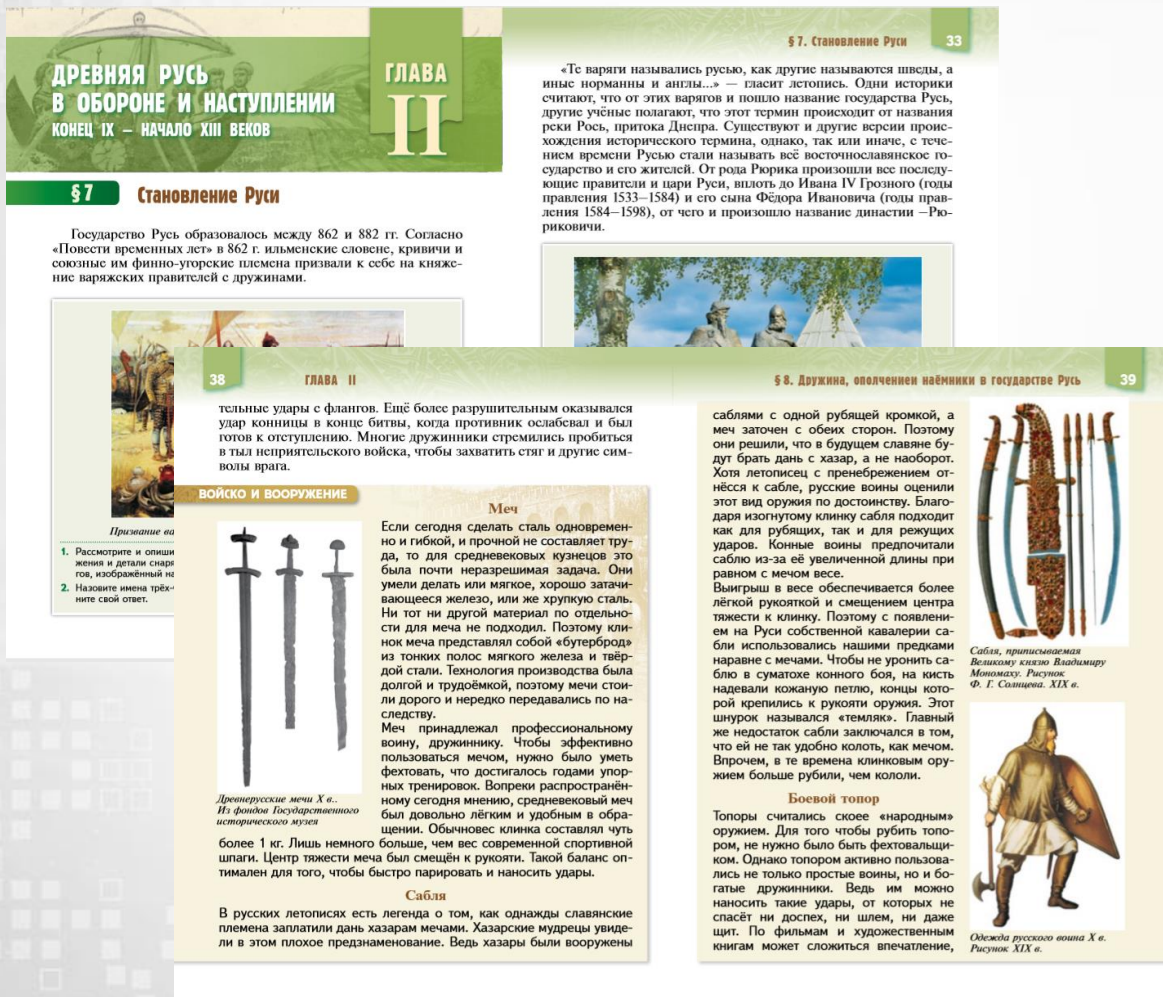 ДРЕВНЯЯ РУСЬ
В ОБОРОНЕ И НАСТУПЛЕНИИ
КОНЕЦ IX – НАЧАЛО XIII ВЕКОВ
ГЛАВА
II
§ 7 Становление Руси
Государство Русь образовалось между 862 и 882 гг. Согласно
«Повести временных лет» в 862 г. ильменские словене, кривичи и
союзные им финно-угорские племена призвали к себе на княже-
ние варяжских правителей с дружинами.
Призвание ва
1. Рассмотрите и опиши
жения и детали снаря
гов, изображённый на
2. Назовите имена трёх-
ните свой ответ.
§ 7. Становление Руси 33
«Те варяги назывались русью, как другие называются шведы, а
иные норманны и англы...» — гласит летопись. Одни историки
считают, что от этих варягов и пошло название государства Русь,
другие учёные полагают, что этот термин происходит от названия
реки Рось, притока Днепра. Существуют и другие версии проис-
хождения исторического термина, однако, так или иначе, с тече-
нием времени Русью стали называть всё восточнославянское го-
сударство и его жителей. От рода Рюрика произошли все последу-
ющие правители и цари Руси, вплоть до Ивана IV Грозного (годы
правления 1533—1584) и его сына Фёдора Ивановича (годы прав-
ления 1584—1598), от чего и произошло название династии —Рю-
риковичи.
38 ГЛАВА II
тельные удары с флангов. Ещё более разрушительным оказывался
удар конницы в конце битвы, когда противник ослабевал и был
готов к отступлению. Многие дружинники стремились пробиться
в тыл неприятельского войска, чтобы захватить стяг и другие сим-
волы врага.
ВОЙСКО И ВООРУЖЕНИЕ
Меч
Если сегодня сделать сталь одновремен-
но и гибкой, и прочной не составляет тру-
да, то для средневековых кузнецов это
была почти неразрешимая задача. Они
умели делать или мягкое, хорошо затачи-
вающееся железо, или же хрупкую сталь.
Ни тот ни другой материал по отдельно-
сти для меча не подходил. Поэтому кли-
нок меча представлял собой «бутерброд»
из тонких полос мягкого железа и твёр-
дой стали. Технология производства была
долгой и трудоёмкой, поэтому мечи стои-
ли дорого и нередко передавались по на-
следству.
Меч принадлежал профессиональному
воину, дружиннику. Чтобы эффективно
пользоваться мечом, нужно было уметь
фехтовать, что достигалось годами упор-
ных тренировок. Вопреки распространён-
ному сегодня мнению, средневековый меч
был довольно лёгким и удобным в обра-
щении. Обычновес клинка составлял чуть
более 1 кг. Лишь немного больше, чем вес современной спортивной
шпаги. Центр тяжести меча был смещён к рукояти. Такой баланс оп-
тимален для того, чтобы быстро парировать и наносить удары.
Древнерусские мечи X в..
Из фондов Государственного
исторического музея
Сабля
В русских летописях есть легенда о том, как однажды славянские
племена заплатили дань хазарам мечами. Хазарские мудрецы увиде-
ли в этом плохое предзнаменование. Ведь хазары были вооружены
§ 8. Дружина, ополчениеи наёмники в государстве Русь 39
саблями с одной рубящей кромкой, а
меч заточен с обеих сторон. Поэтому
они решили, что в будущем славяне бу-
дут брать дань с хазар, а не наоборот.
Хотя летописец с пренебрежением от-
нёсся к сабле, русские воины оценили
этот вид оружия по достоинству. Благо-
даря изогнутому клинку сабля подходит
как для рубящих, так и для режущих
ударов. Конные воины предпочитали
саблю из-за её увеличенной длины при
равном с мечом весе.
Выигрыш в весе обеспечивается более
лёгкой рукояткой и смещением центра
тяжести к клинку. Поэтому с появлени-
ем на Руси собственной кавалерии са-
бли использовались нашими предками
наравне с мечами. Чтобы не уронить са-
блю в суматохе конного боя, на кисть
надевали кожаную петлю, концы кото-
рой крепились к рукояти оружия. Этот
шнурок назывался «темляк». Главный
же недостаток сабли заключался в том,
что ей не так удобно колоть, как мечом.
Впрочем, в те времена клинковым ору-
жием больше рубили, чем кололи.
Боевой топор
Топоры считались скоее «народным»
оружием. Для того чтобы рубить топо-
ром, не нужно было быть фехтовальщи-
ком. Однако топором активно пользова-
лись не только простые воины, но и бо-
гатые дружинники. Ведь им можно
наносить такие удары, от которых не
спасёт ни доспех, ни шлем, ни даже
щит. По фильмам и художественным
книгам может сложиться впечатление,
Сабля, приписываемая
Великому князю Владимиру
Мономаху. Рисунок
Ф. Г. Солнцева. XIX в.
Одежда русского воина X в.
Рисунок XIX в.